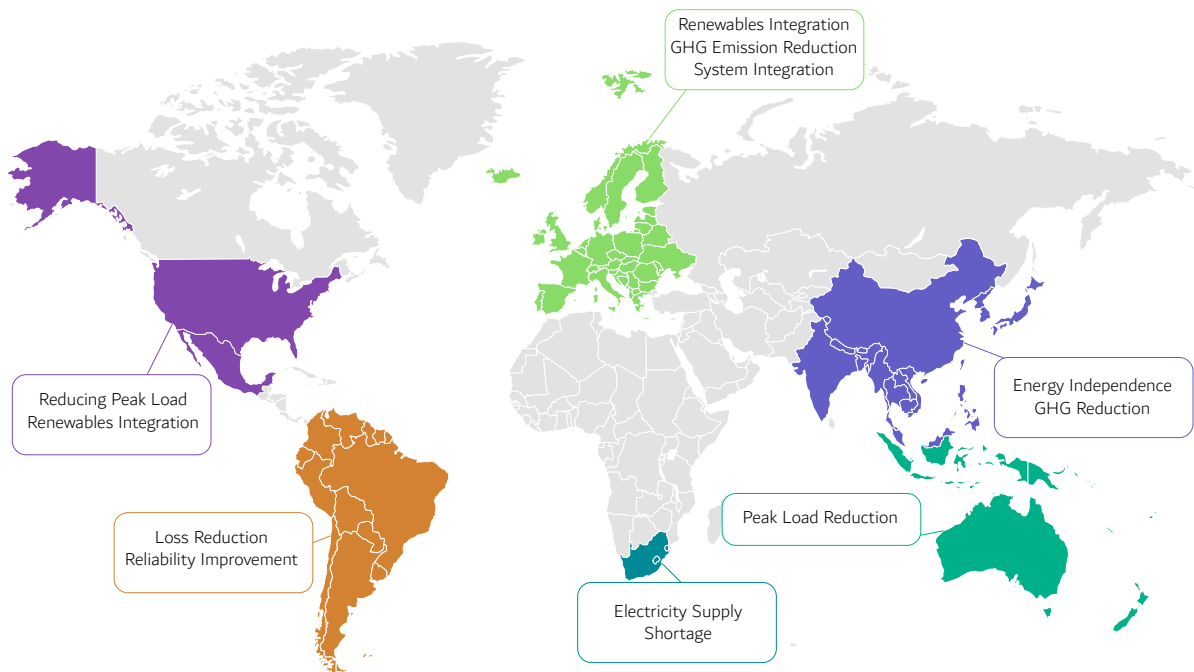 Renewables Integration
GHG Emission Reduction
System Integration
Reducing Peak Load
Renewables Integration
Energy Independence
GHG Reduction
Loss Reduction
Reliability Improvement
Peak Load Reduction
Electricity Supply
Shortage